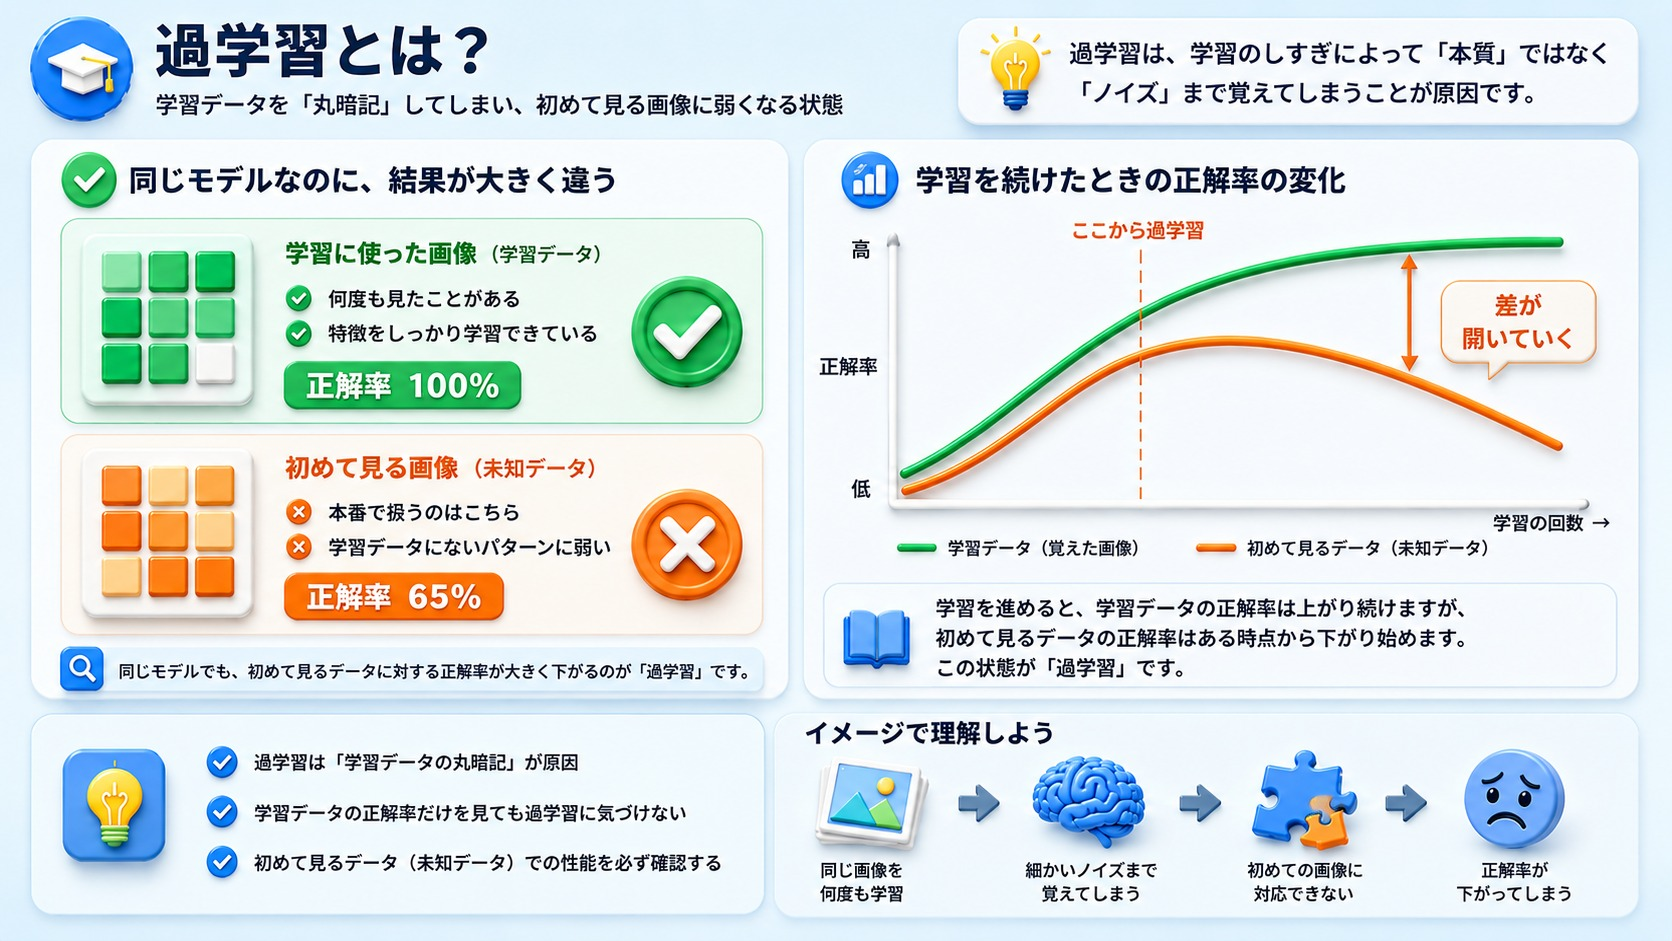 過学習とは？
学習データを「丸暗記」してしまい、初めて見る画像に弱くなる状態
過学習は、学習のしすぎによって「本質」ではなく
「ノイズ」まで覚えてしまうことが原因です。
同じモデルなのに、結果が大きく違う
学習に使った画像（学習データ）
何度も見たことがある
特徴をしっかり学習できている
正解率 100%
初めて見る画像（未知データ）
本番で扱うのはこちら
学習データにないパターンに弱い
正解率 65%
同じモデルでも、初めて見るデータに対する正解率が大きく下がるのが「過学習」です。
学習を続けたときの正解率の変化
ここから過学習
高
差が
開いていく
正解率
低
学習の回数 →
学習データ（覚えた画像）
初めて見るデータ（未知データ）
学習を進めると、学習データの正解率は上がり続けますが、
初めて見るデータの正解率はある時点から下がり始めます。
この状態が「過学習」です。
過学習は「学習データの丸暗記」が原因
学習データの正解率だけを見ても過学習に気づけない
初めて見るデータ（未知データ）での性能を必ず確認する
イメージで理解しよう
同じ画像を
何度も学習
細かいノイズまで
覚えてしまう
初めての画像に
対応できない
正解率が
下がってしまう